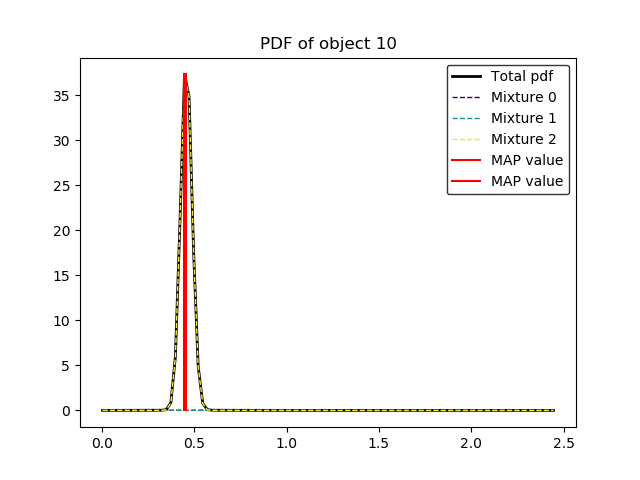 PDF of object 10
Total pdf
Mixture 0
Mixture 1
Mixture 2
MAP value
MAP value
35
30
25
20
15
10
5
0
0.0 0.5 1.0 1.5 2.0 2.5